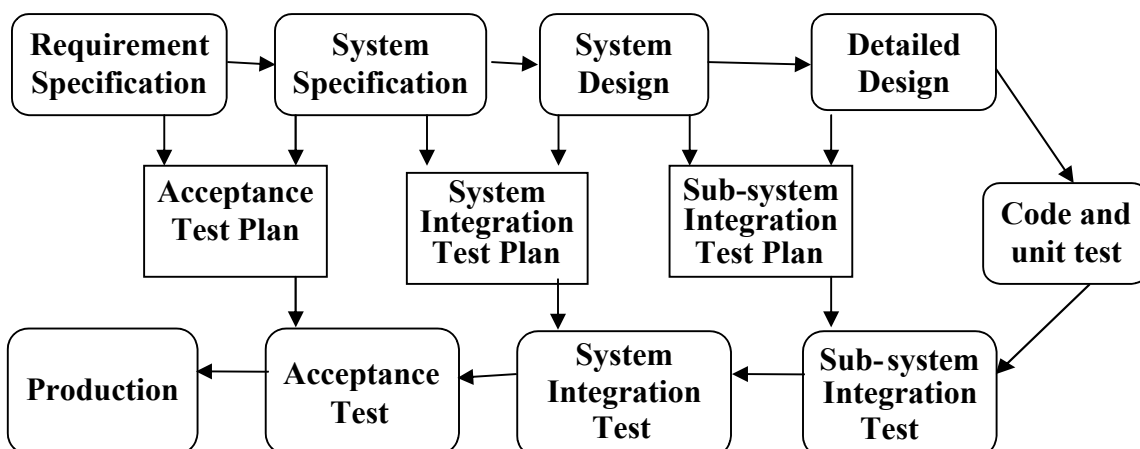 Requirement
Specification
System
Specification
System
Design
Detailed
Design
Acceptance
Test Plan
System
Integration
Test Plan
Sub-system
Integration
Test Plan
Code and
unit test
Production
Acceptance
Test
System
Integration
Test
Sub-system
Integration
Test